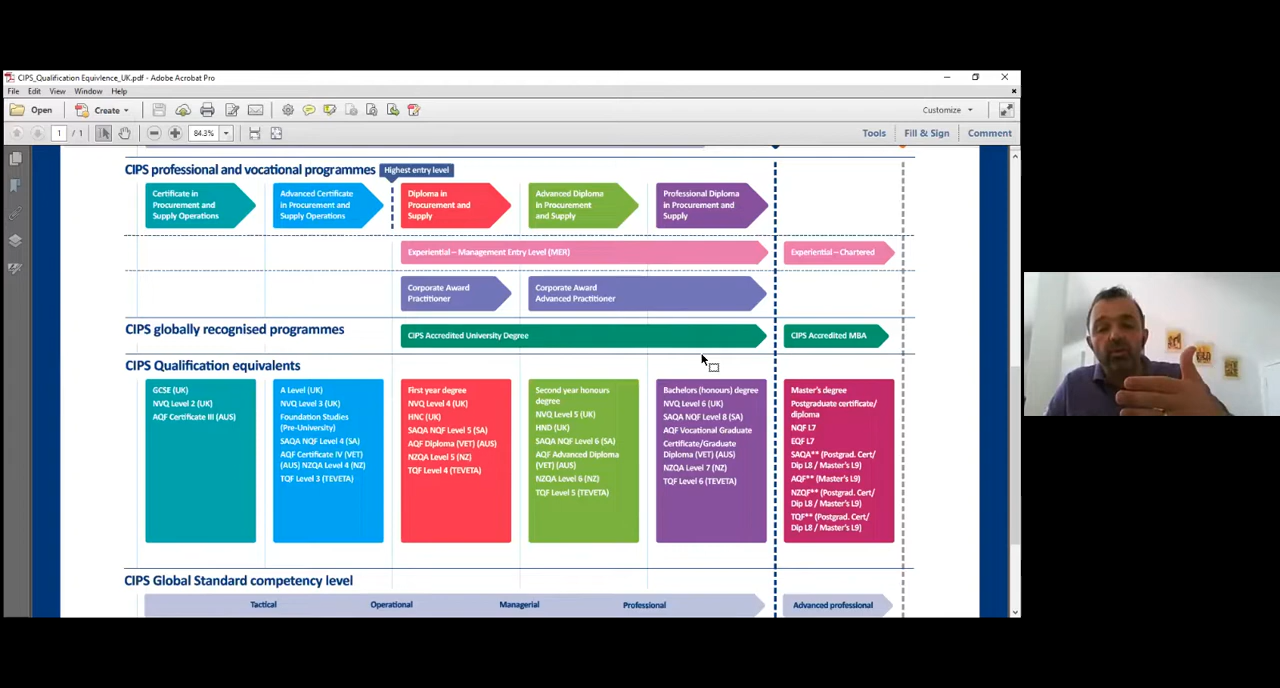 CIPS_Qualification Equivlence_UK.pdf - Adobe Acrobat Pro
File Edit View Window Help
Open Create Customize
1 / 1 84.3% Tools Fill & Sign Comment
CIPS professional and vocational programmes
Highest entry level
Certificate in
Procurement and
Supply Operations
Advanced Certificate
in Procurement and
Supply Operations
Diploma in
Procurement and
Supply
Advanced Diploma
in Procurement
and Supply
Professional Diploma
in Procurement and
Supply
Experiential – Management Entry Level (MER)
Experiential – Chartered
Corporate Award
Practitioner
Corporate Award
Advanced Practitioner
CIPS globally recognised programmes
CIPS Accredited University Degree
CIPS Accredited MBA
CIPS Qualification equivalents
GCSE (UK)
NVQ Level 2 (UK)
AQF Certificate III (AUS)
A Level (UK)
NVQ Level 3 (UK)
Foundation Studies
(Pre-University)
SAQA NQF Level 4 (SA)
AQF Certificate IV (VET)
(AUS) NZQA Level 4 (NZ)
TQF Level 3 (TEVETA)
First year degree
NVQ Level 4 (UK)
HNC (UK)
SAQA NQF Level 5 (SA)
AQF Diploma (VET) (AUS)
NZQA Level 5 (NZ)
TQF Level 4 (TEVETA)
Second year honours
degree
NVQ Level 5 (UK)
HND (UK)
SAQA NQF Level 6 (SA)
AQF Advanced Diploma
(VET) (AUS)
NZQA Level 6 (NZ)
TQF Level 5 (TEVETA)
Bachelors (honours) degree
NVQ Level 6 (UK)
SAQA NQF Level 8 (SA)
AQF Vocational Graduate
Certificate/Graduate
Diploma (VET) (AUS)
NZQA Level 7 (NZ)
TQF Level 6 (TEVETA)
Master's degree
Postgraduate certificate/
diploma
NQF L7
EQF L7
SAQA** (Postgrad. Cert/
Dip L8 / Master's L9)
AQF** (Master's L9)
NZQF** (Postgrad. Cert/
Dip L8 / Master's L9)
TQF** (Postgrad. Cert/
Dip L8 / Master's L9)
CIPS Global Standard competency level
Tactical Operational Managerial Professional Advanced professional